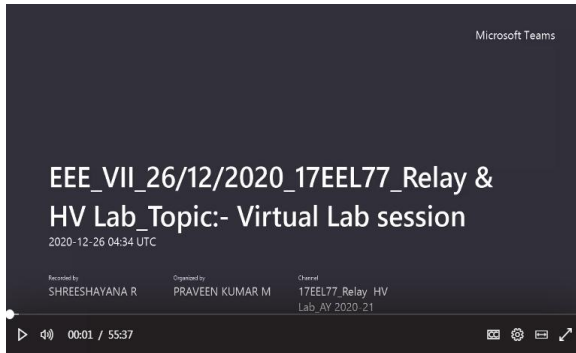 Microsoft Teams
EEE_VII_26/12/2020_17EEL77_Relay &
HV Lab_Topic:- Virtual Lab session
2020-12-26 04:34 UTC
Recorded by
SHREESHAYANA R
Organized by
PRAVEEN KUMAR M
Channel
17EEL77_Relay HV
Lab_AY 2020-21
00:01 / 55:37
CC